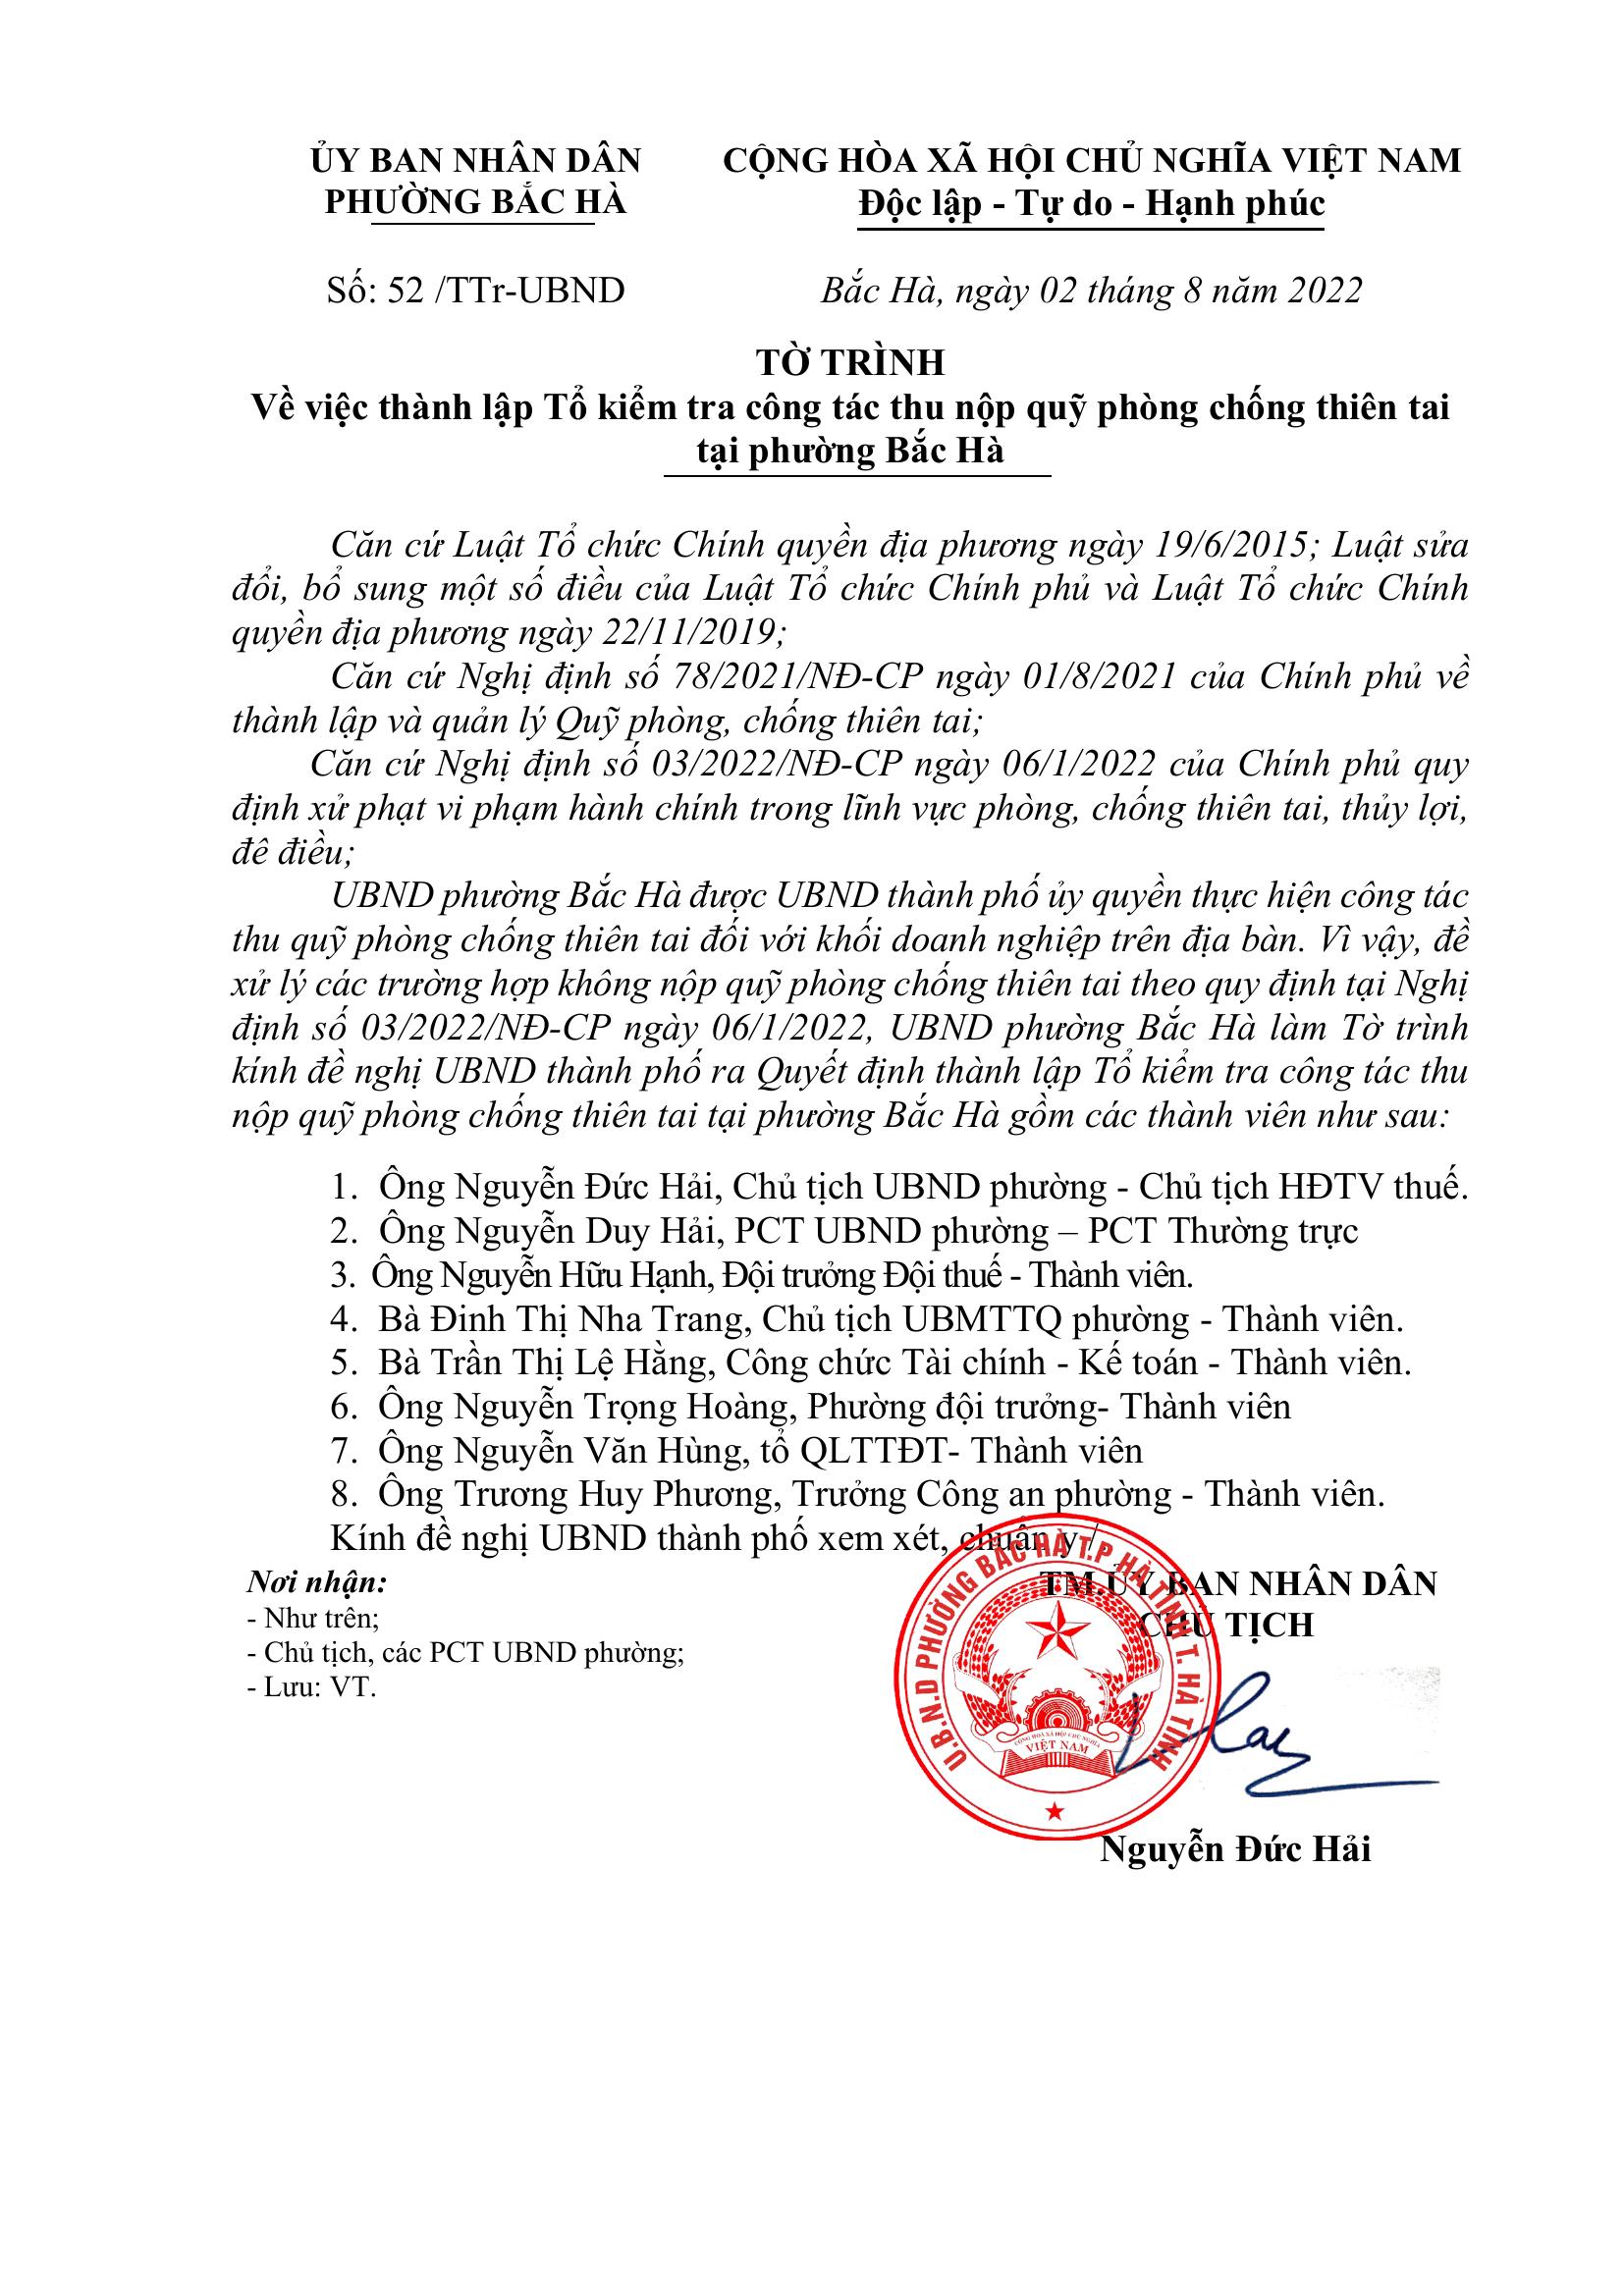 ỦY BAN NHÂN DÂN
PHƯỜNG BẮC HÀ
CỘNG HÒA XÃ HỘI CHỦ NGHĨA VIỆT NAM
Độc lập - Tự do - Hạnh phúc
Số: 52 /TTr-UBND
Bắc Hà, ngày 02 tháng 8 năm 2022
TỜ TRÌNH
Về việc thành lập Tổ kiểm tra công tác thu nộp quỹ phòng chống thiên tai
tại phường Bắc Hà
Căn cứ Luật Tổ chức Chính quyền địa phương ngày 19/6/2015; Luật sửa
đổi, bổ sung một số điều của Luật Tổ chức Chính phủ và Luật Tổ chức Chính
quyền địa phương ngày 22/11/2019;
Căn cứ Nghị định số 78/2021/NĐ-CP ngày 01/8/2021 của Chính phủ về
thành lập và quản lý Quỹ phòng, chống thiên tai;
Căn cứ Nghị định số 03/2022/NĐ-CP ngày 06/1/2022 của Chính phủ quy
định xử phạt vi phạm hành chính trong lĩnh vực phòng, chống thiên tai, thủy lợi,
đê điều;
UBND phường Bắc Hà được UBND thành phố ủy quyền thực hiện công tác
thu quỹ phòng chống thiên tai đối với khối doanh nghiệp trên địa bàn. Vì vậy, đề
xử lý các trường hợp không nộp quỹ phòng chống thiên tai theo quy định tại Nghị
định số 03/2022/NĐ-CP ngày 06/1/2022, UBND phường Bắc Hà làm Tờ trình
kính đề nghị UBND thành phố ra Quyết định thành lập Tổ kiểm tra công tác thu
nộp quỹ phòng chống thiên tai tại phường Bắc Hà gồm các thành viên như sau:
1. Ông Nguyễn Đức Hải, Chủ tịch UBND phường - Chủ tịch HĐTV thuế.
2. Ông Nguyễn Duy Hải, PCT UBND phường – PCT Thường trực
3. Ông Nguyễn Hữu Hạnh, Đội trưởng Đội thuế - Thành viên.
4. Bà Đinh Thị Nha Trang, Chủ tịch UBMTTQ phường - Thành viên.
5. Bà Trần Thị Lệ Hằng, Công chức Tài chính - Kế toán - Thành viên.
6. Ông Nguyễn Trọng Hoàng, Phường đội trưởng- Thành viên
7. Ông Nguyễn Văn Hùng, tổ QLTTĐT- Thành viên
8. Ông Trương Huy Phương, Trưởng Công an phường - Thành viên.
Kính đề nghị UBND thành phố xem xét, chuẩn y./
Nơi nhận:
- Như trên;
- Chủ tịch, các PCT UBND phường;
- Lưu: VT.
TM.ỦY BAN NHÂN DÂN
CHỦ TỊCH
U.B.N.D PHƯỜNG BẮC HÀ T.P HÀ TĨNH T. HÀ TĨNH
CỘNG HÒA XÃ HỘI CHỦ NGHĨA
VIỆT NAM
Nguyễn Đức Hải